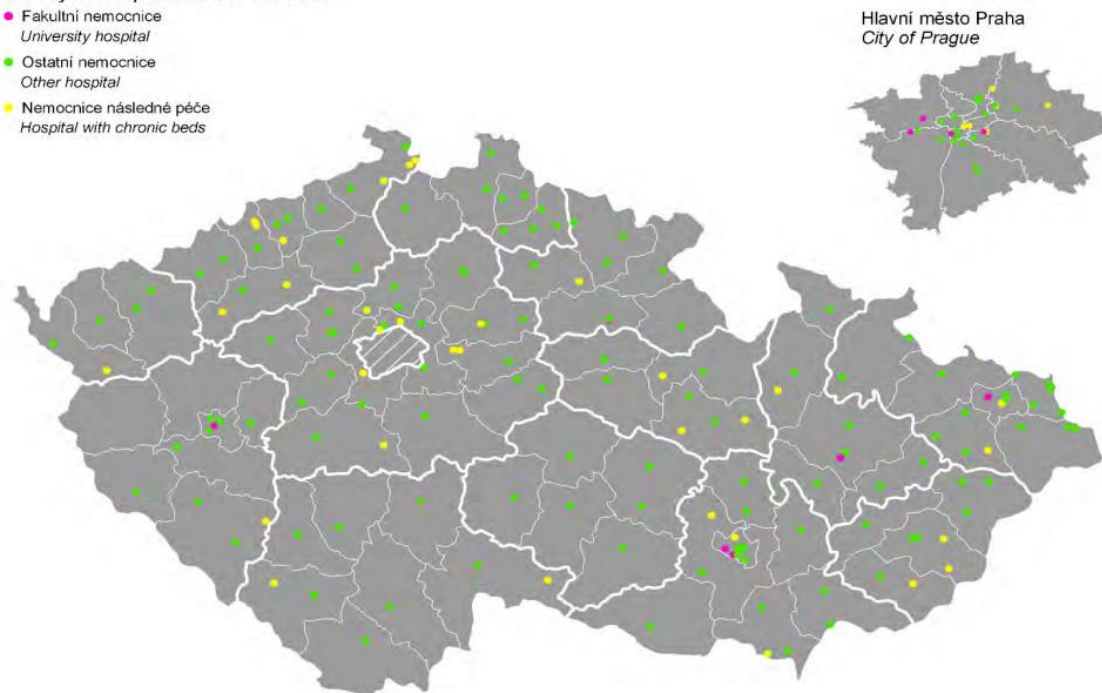 Fakultní nemocnice
University hospital
Ostatní nemocnice
Other hospital
Nemocnice následné péče
Hospital with chronic beds
Hlavní město Praha
City of Prague